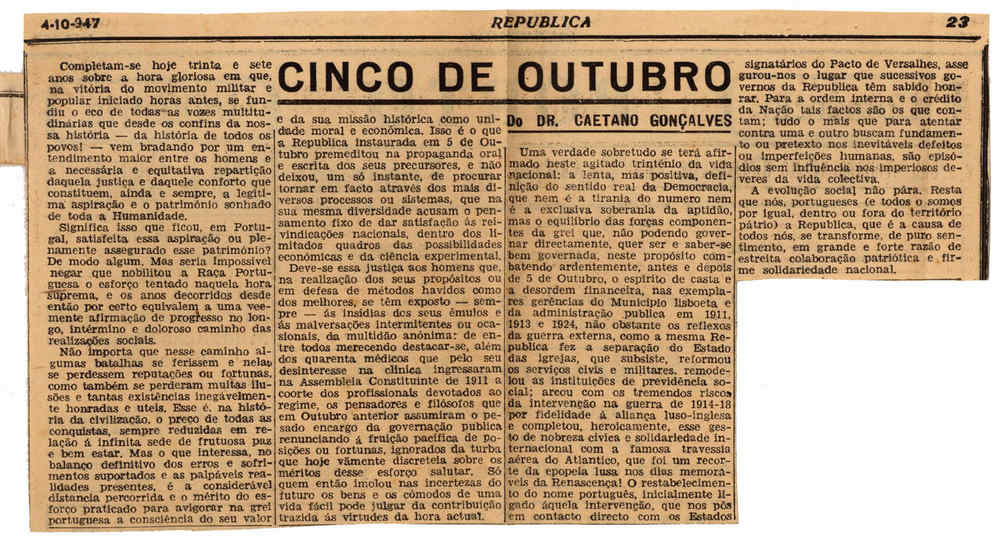 4-10-947
REPUBLICA
23
CINCO DE OUTUBRO
Do DR. CAETANO GONÇALVES
Completam-se hoje trinta e sete
anos sobre a hora gloriosa em que,
na vitória do movimento militar e
popular iniciado horas antes, se fun-
diu o eco de todas as vozes multitu-
dinárias que desde os confins da nos-
sa história — da história de todos os
povos! — vem bradando por um en-
tendimento maior entre os homens e
a necessária e equitativa repartição
daquela justiça e daquele conforto que
constituem, ainda e sempre, a legíti-
ma aspiração e o património sonhado
de toda a Humanidade.
Significa isso que ficou, em Portu-
gal, satisfeita essa aspiração ou ple-
namente assegurado esse património?
De modo algum. Mas seria impossível
negar que nobilitou a Raça Portu-
guesa o esforço tentado naquela hora
suprema, e os anos decorridos desde
então por certo equivalem a uma vee-
mente afirmação de progresso no lon-
go, intérmino e doloroso caminho das
realizações sociais.
Não importa que nesse caminho al-
gumas batalhas se ferissem e nelas
se perdessem reputações ou fortunas,
como também se perderam muitas ilu-
sões e tantas existências inegàvelmen-
te honradas e uteis. Esse é, na histó-
ria da civilização, o preço de todas as
conquistas, sempre reduzidas em re-
lação á infinita sede de frutuosa paz
e bem estar. Mas o que interessa, no
balanço definitivo dos erros e sofri-
mentos suportados e as palpáveis rea-
lidades presentes, é a considerável
distancia percorrida e o mérito do es-
forço praticado para avigorar na grei
portuguesa a consciência do seu valor
e da sua missão histórica como uni-
dade moral e económica. Isso é o que
a Republica instaurada em 5 de Ou-
tubro premeditou na propaganda oral
e escrita dos seus precursores, e não
deixou, um só instante, de procurar
tornar em facto através dos mais di-
versos processos ou sistemas, que na
sua mesma diversidade acusam o pen-
samento fixo de dar satisfação ás rei-
vindicações nacionais, dentro dos li-
mitados quadros das possibilidades
económicas e da ciência experimental.
Deve-se essa justiça aos homens que,
na realização dos seus propósitos ou
em defesa de métodos havidos como
dos melhores, se têm exposto — sem-
pre — ás insídias dos seus émulos e
ás malversações intermitentes ou oca-
sionais, da multidão anónima: de en-
tre todos merecendo destacar-se, além
dos quarenta médicos que pelo seu
desinteresse na clínica ingressaram
na Assembleia Constituinte de 1911 a
coorte dos profissionais devotados ao
regime, os pensadores e filósofos que
em Outubro anterior assumiram o pe-
sado encargo da governação publica
renunciando á fruição pacífica de po-
sições ou fortunas, ignorados da turba
que hoje vãmente discreteia sobre os
méritos desse esforço salutar. Só
quem então imolou nas incertezas do
futuro os bens e os cómodos de uma
vida fácil pode julgar da contribuição
trazida ás virtudes da hora actual.
Uma verdade sobretudo se terá afir-
mado neste agitado trinténio da vida
nacional: a lenta, mas positiva, defi-
nição do sentido real da Democracia,
que nem é a tirania do numero nem
é a exclusiva soberania da aptidão,
mas o equilíbrio das forças componen-
tes da grei que, não podendo gover-
nar directamente, quer ser e saber-se
bem governada, neste propósito com-
batendo ardentemente, antes e depois
de 5 de Outubro, o espírito de casta e
a desordem financeira, nas exempla-
res gerências do Município lisboeta e
da administração publica em 1911,
1913 e 1924, não obstante os reflexos
da guerra externa, como a mesma Re-
publica fez a separação do Estado
das igrejas, que subsiste, reformou
os serviços civis e militares, remode-
lou as instituições de previdência so-
cial; arcou com os tremendos riscos
da intervenção na guerra de 1914-18
por fidelidade á aliança luso-inglesa
e completou, heroicamente, esse ges-
to de nobreza cívica e solidariedade in-
ternacional com a famosa travessia
aérea do Atlantico, que foi um recor-
te da epopeia lusa nos dias memorá-
veis da Renascença! O restabelecimen-
to do nome português, inicialmente li-
gado áquela intervenção, que nos pôs
em contacto directo com os Estados
signatários do Pacto de Versalhes, asse
gurou-nos o lugar que sucessivos go-
vernos da Republica têm sabido hon-
rar. Para a ordem interna e o crédito
da Nação tais factos são os que con-
tam; tudo o mais que para atentar
contra uma e outro buscam fundamen-
to ou pretexto nos inevitáveis defeitos
ou imperfeições humanas, são episó-
dios sem influência nos imperiosos de-
veres da vida colectiva.
A evolução social não pára. Resta
que nós, portugueses (e todos o somos
por igual, dentro ou fora do território
pátrio) a Republica, que é a causa de
todos nós, se transforme, de puro sen-
timento, em grande e forte razão de
estreita colaboração patriótica e fir-
me solidariedade nacional.